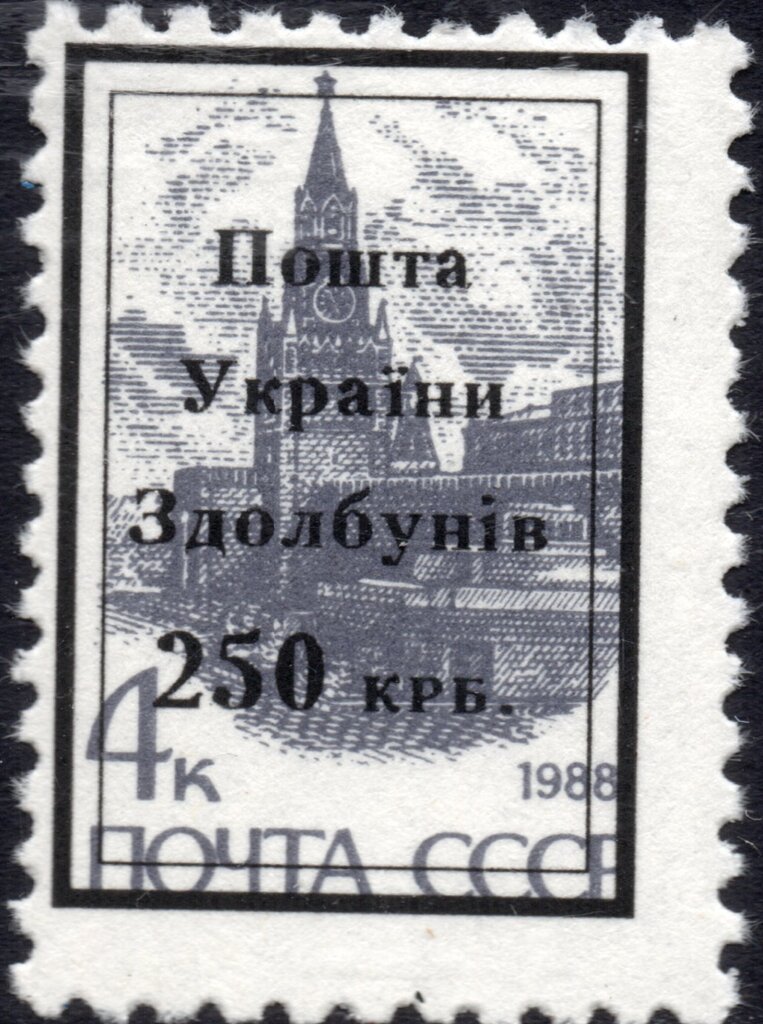 Пошта
України
Здолбунів
250 крб.
4к 1988
ПОЧТА СССР